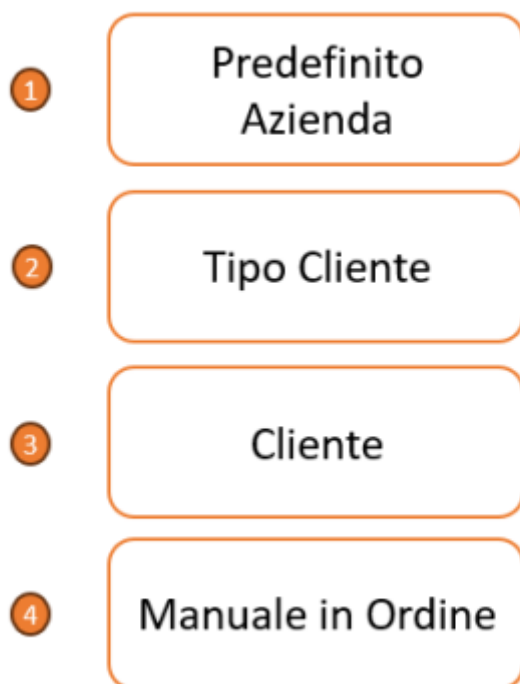 1
Predefinito
Azienda
2
Tipo Cliente
3
Cliente
4
Manuale in Ordine